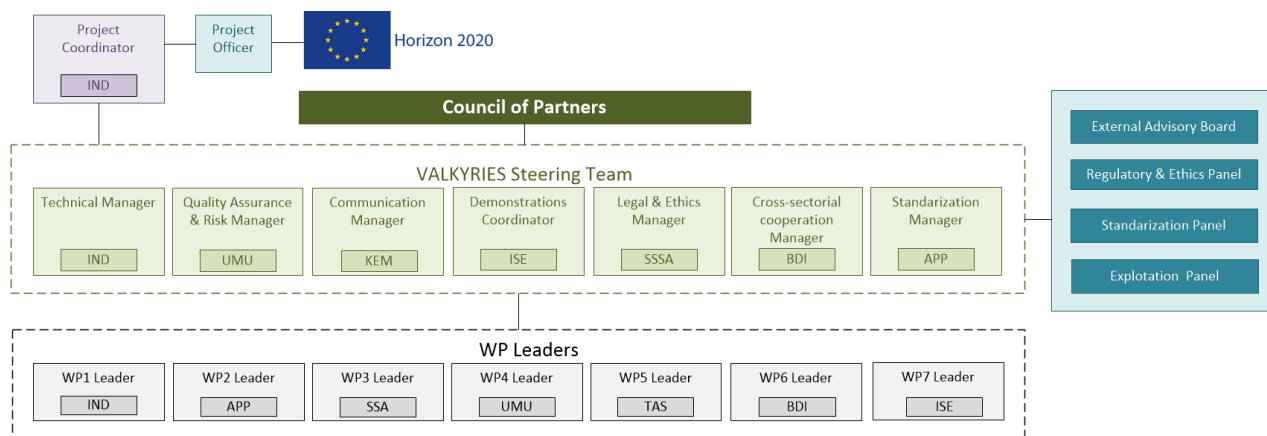 Project
Coordinator
IND
Project
Officer
Horizon 2020
Council of Partners
VALKYRIES Steering Team
Technical Manager
IND
Quality Assurance
& Risk Manager
UMU
Communication
Manager
KEM
Demonstrations
Coordinator
ISE
Legal & Ethics
Manager
SSSA
Cross-sectorial
cooperation
Manager
BDI
Standarization
Manager
APP
External Advisory Board
Regulatory & Ethics Panel
Standarization Panel
Explotation Panel
WP Leaders
WP1 Leader
IND
WP2 Leader
APP
WP3 Leader
SSA
WP4 Leader
UMU
WP5 Leader
TAS
WP6 Leader
BDI
WP7 Leader
ISE